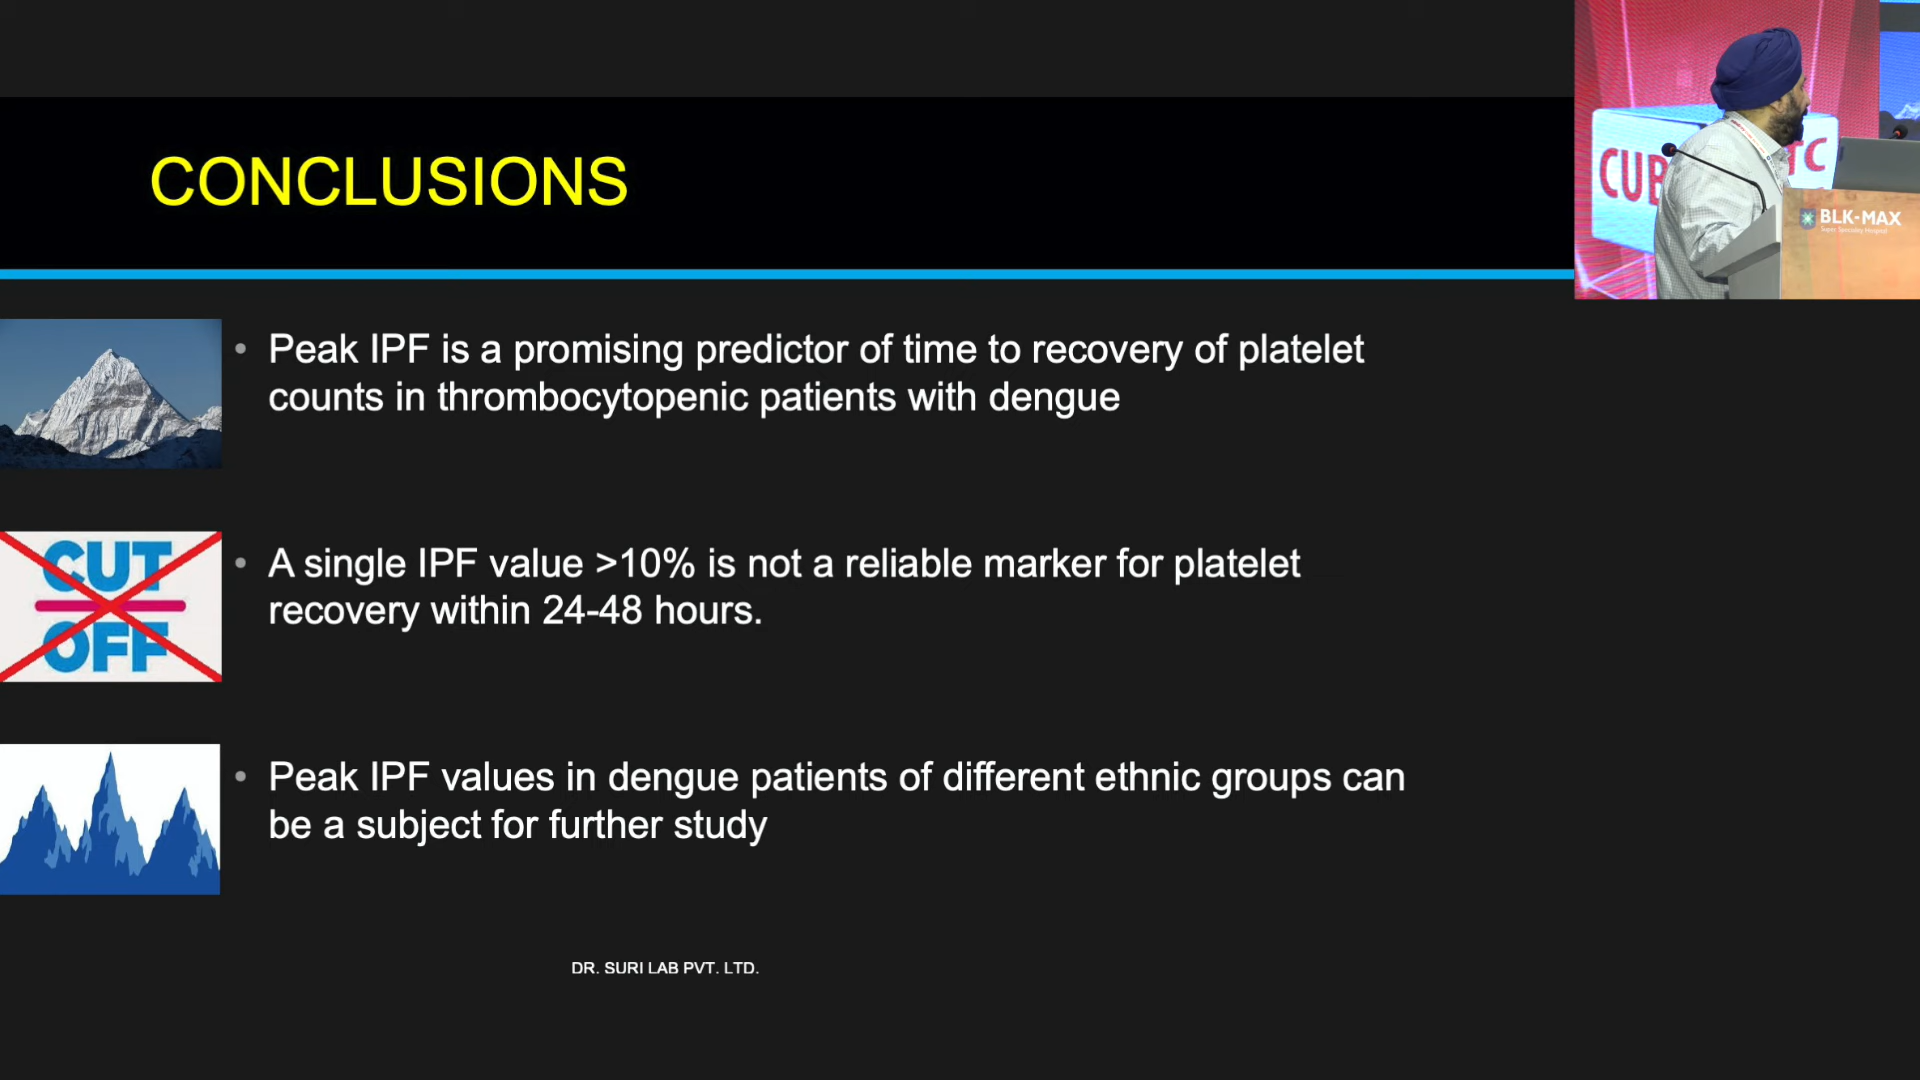 CONCLUSIONS
• Peak IPF is a promising predictor of time to recovery of platelet
counts in thrombocytopenic patients with dengue
CUT
OFF
• A single IPF value >10% is not a reliable marker for platelet
recovery within 24-48 hours.
• Peak IPF values in dengue patients of different ethnic groups can
be a subject for further study
DR. SURI LAB PVT. LTD.
CUB
TC
BLK-MAX
Super Speciality Hospital